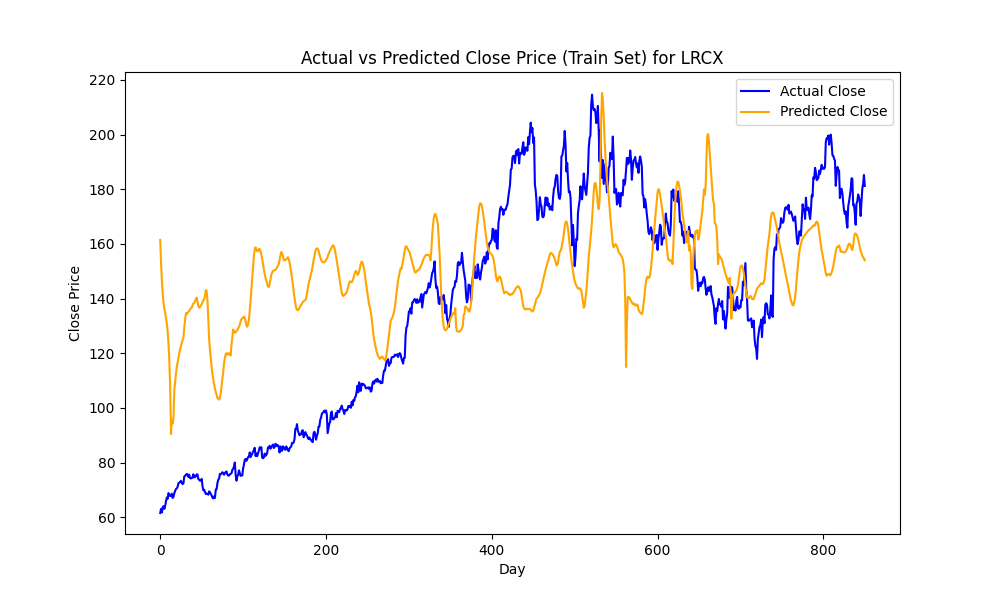 Actual vs Predicted Close Price (Train Set) for LRCX
Actual Close
Predicted Close
Close Price
220
200
180
160
140
120
100
80
60
0 200 400 600 800
Day